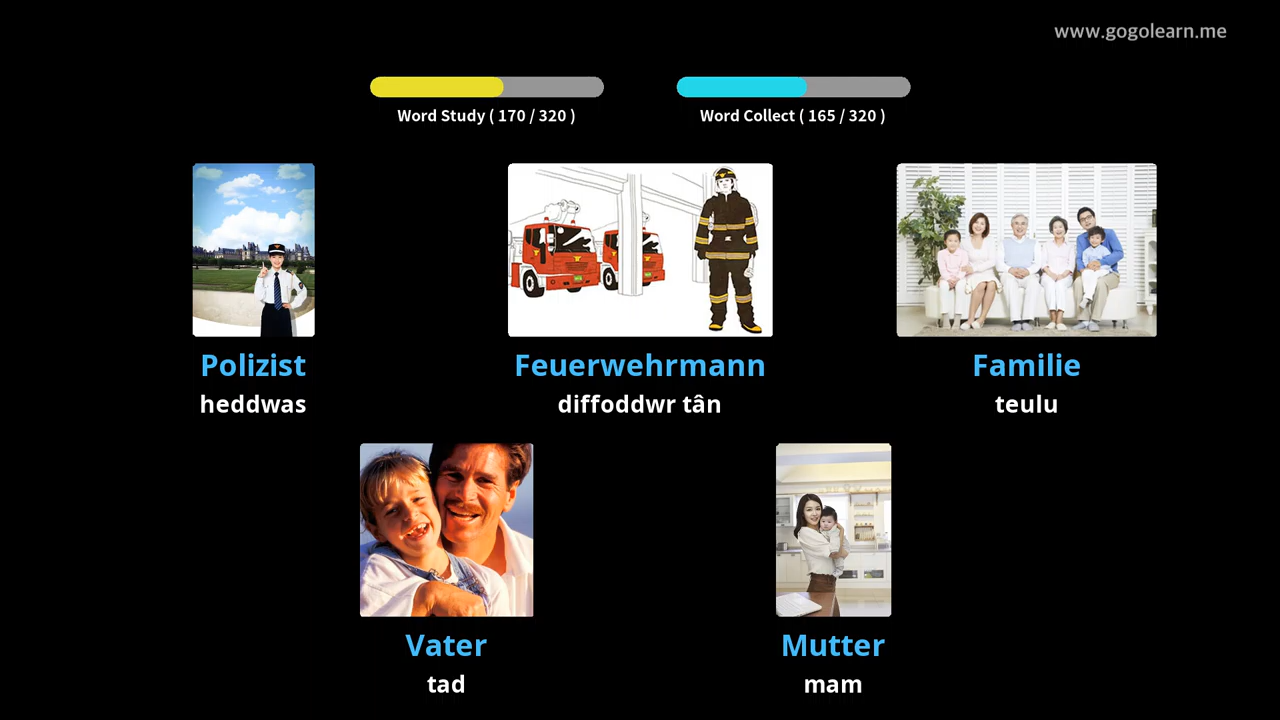 www.gogolearn.me
Word Study ( 170 / 320 )
Word Collect ( 165 / 320 )
Polizist
heddwas
Feuerwehrmann
diffoddwr tân
Familie
teulu
Vater
tad
Mutter
mam